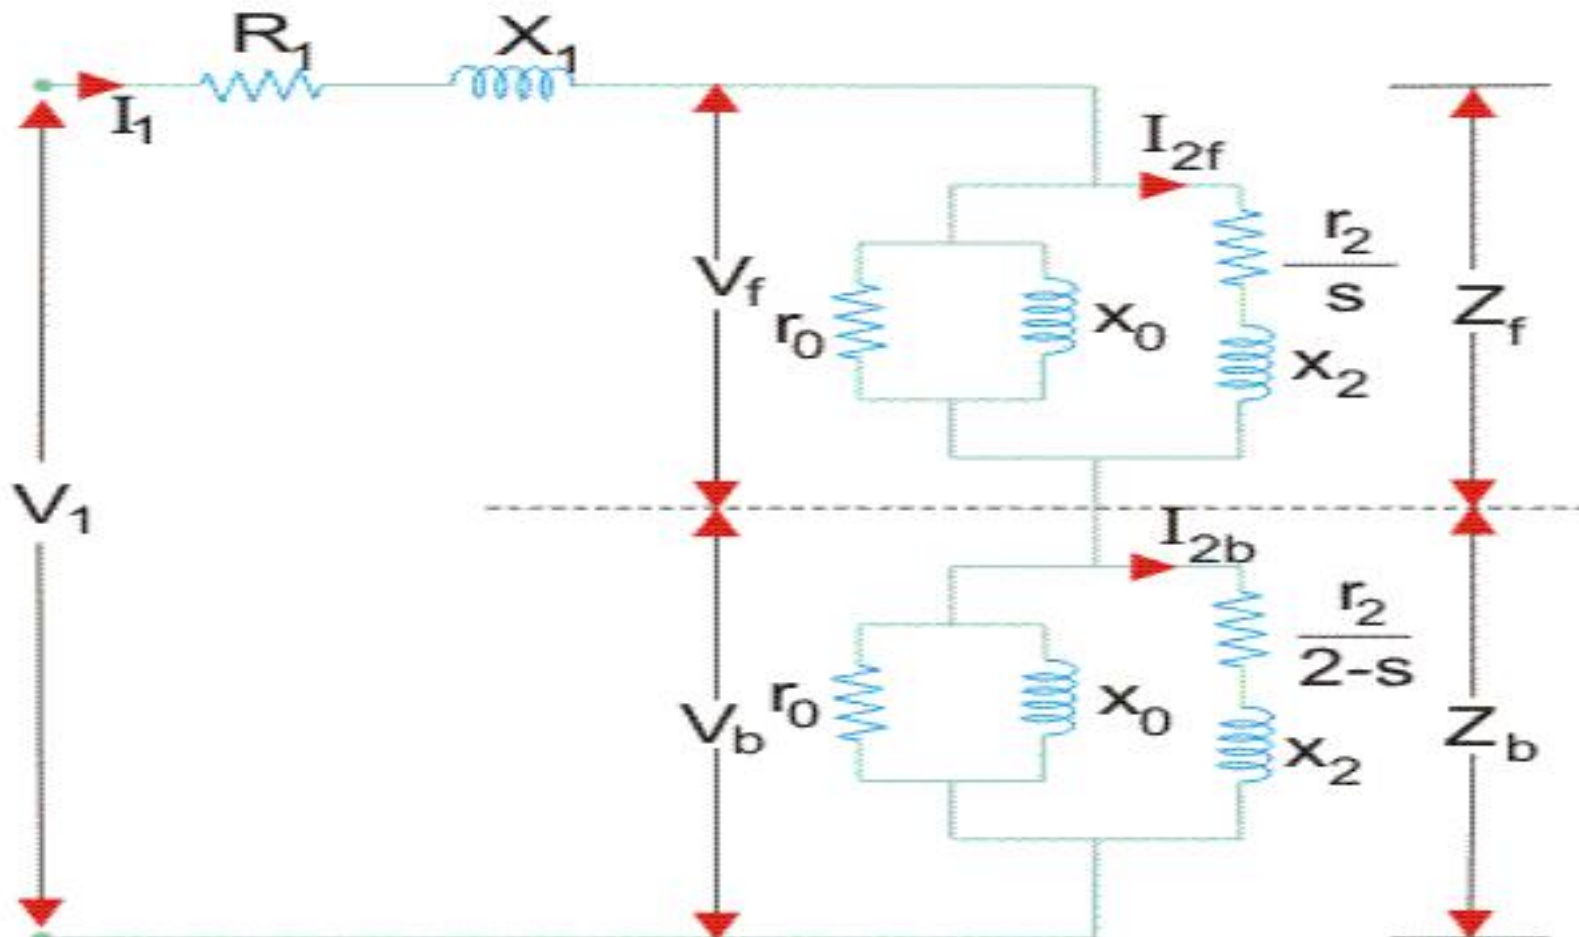 R₁
X₁
I₁
I₂f
r₂
s
Vf
r₀
x₀
x₂
Zf
V₁
I₂b
r₂
2-s
Vb
r₀
x₀
x₂
Zb